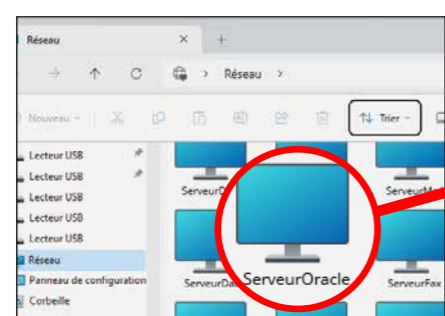 Réseau
Réseau
Nouveau
Trier
Lecteur USB
Lecteur USB
Lecteur USB
Lecteur USB
Lecteur USB
Réseau
Panneau de configuration
Corbeille
ServeurOracle
ServeurFax